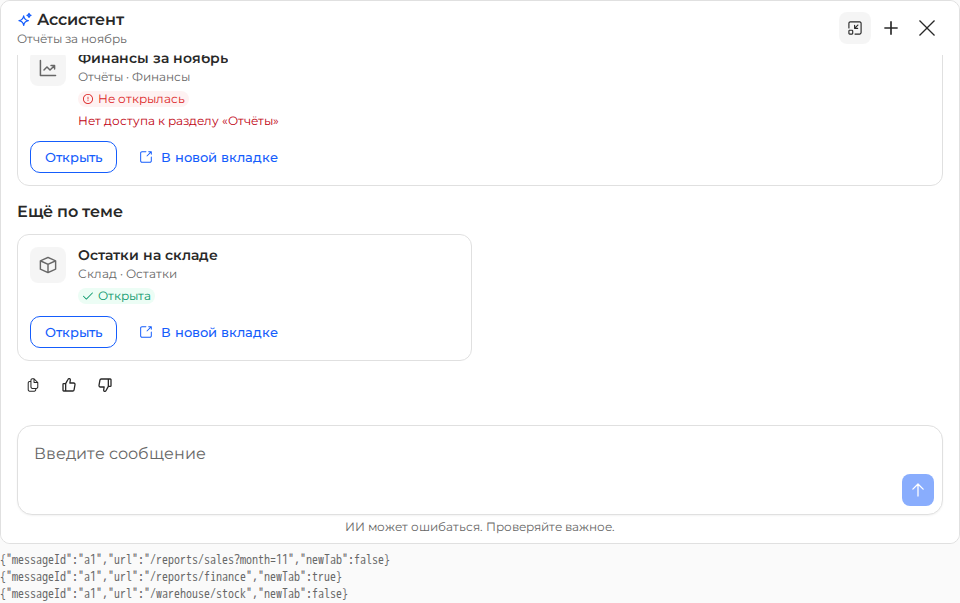 Ассистент
Отчёты за ноябрь
Финансы за ноябрь
Отчёты · Финансы
Не открылась
Нет доступа к разделу «Отчёты»
Открыть
В новой вкладке
Ещё по теме
Остатки на складе
Склад · Остатки
Открыта
Открыть
В новой вкладке
Введите сообщение
ИИ может ошибаться. Проверяйте важное.
{"messageId":"a1","url":"/reports/sales?month=11","newTab":false}
{"messageId":"a1","url":"/reports/finance","newTab":true}
{"messageId":"a1","url":"/warehouse/stock","newTab":false}